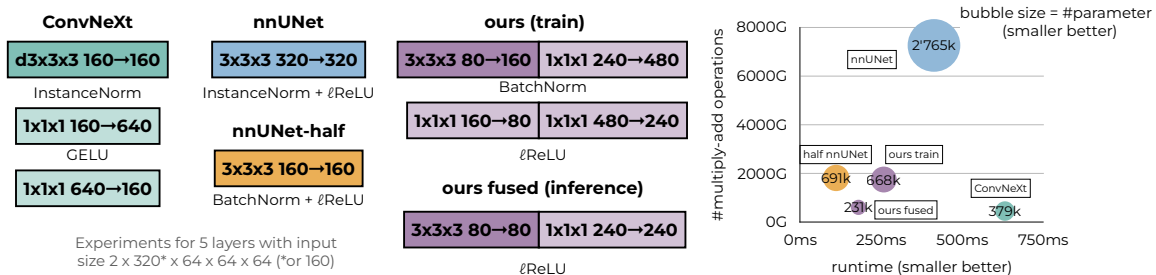 ConvNeXt
d3x3x3 160→160
InstanceNorm
1x1x1 160→640
GELU
1x1x1 640→160
nnUNet
3x3x3 320→320
InstanceNorm + ℓReLU
nnUNet-half
3x3x3 160→160
BatchNorm + ℓReLU
Experiments for 5 layers with input
size 2 x 320* x 64 x 64 x 64 (*or 160)
ours (train)
3x3x3 80→160 1x1x1 240→480
BatchNorm
1x1x1 160→80 1x1x1 480→240
ℓReLU
ours fused (inference)
3x3x3 80→80 1x1x1 240→240
ℓReLU
bubble size = #parameter
(smaller better)
#multiply-add operations
8000G
6000G
4000G
2000G
0G
2'765k
nnUNet
half nnUNet
ours train
691k
668k
ConvNeXt
231k
ours fused
379k
0ms 250ms 500ms 750ms
runtime (smaller better)